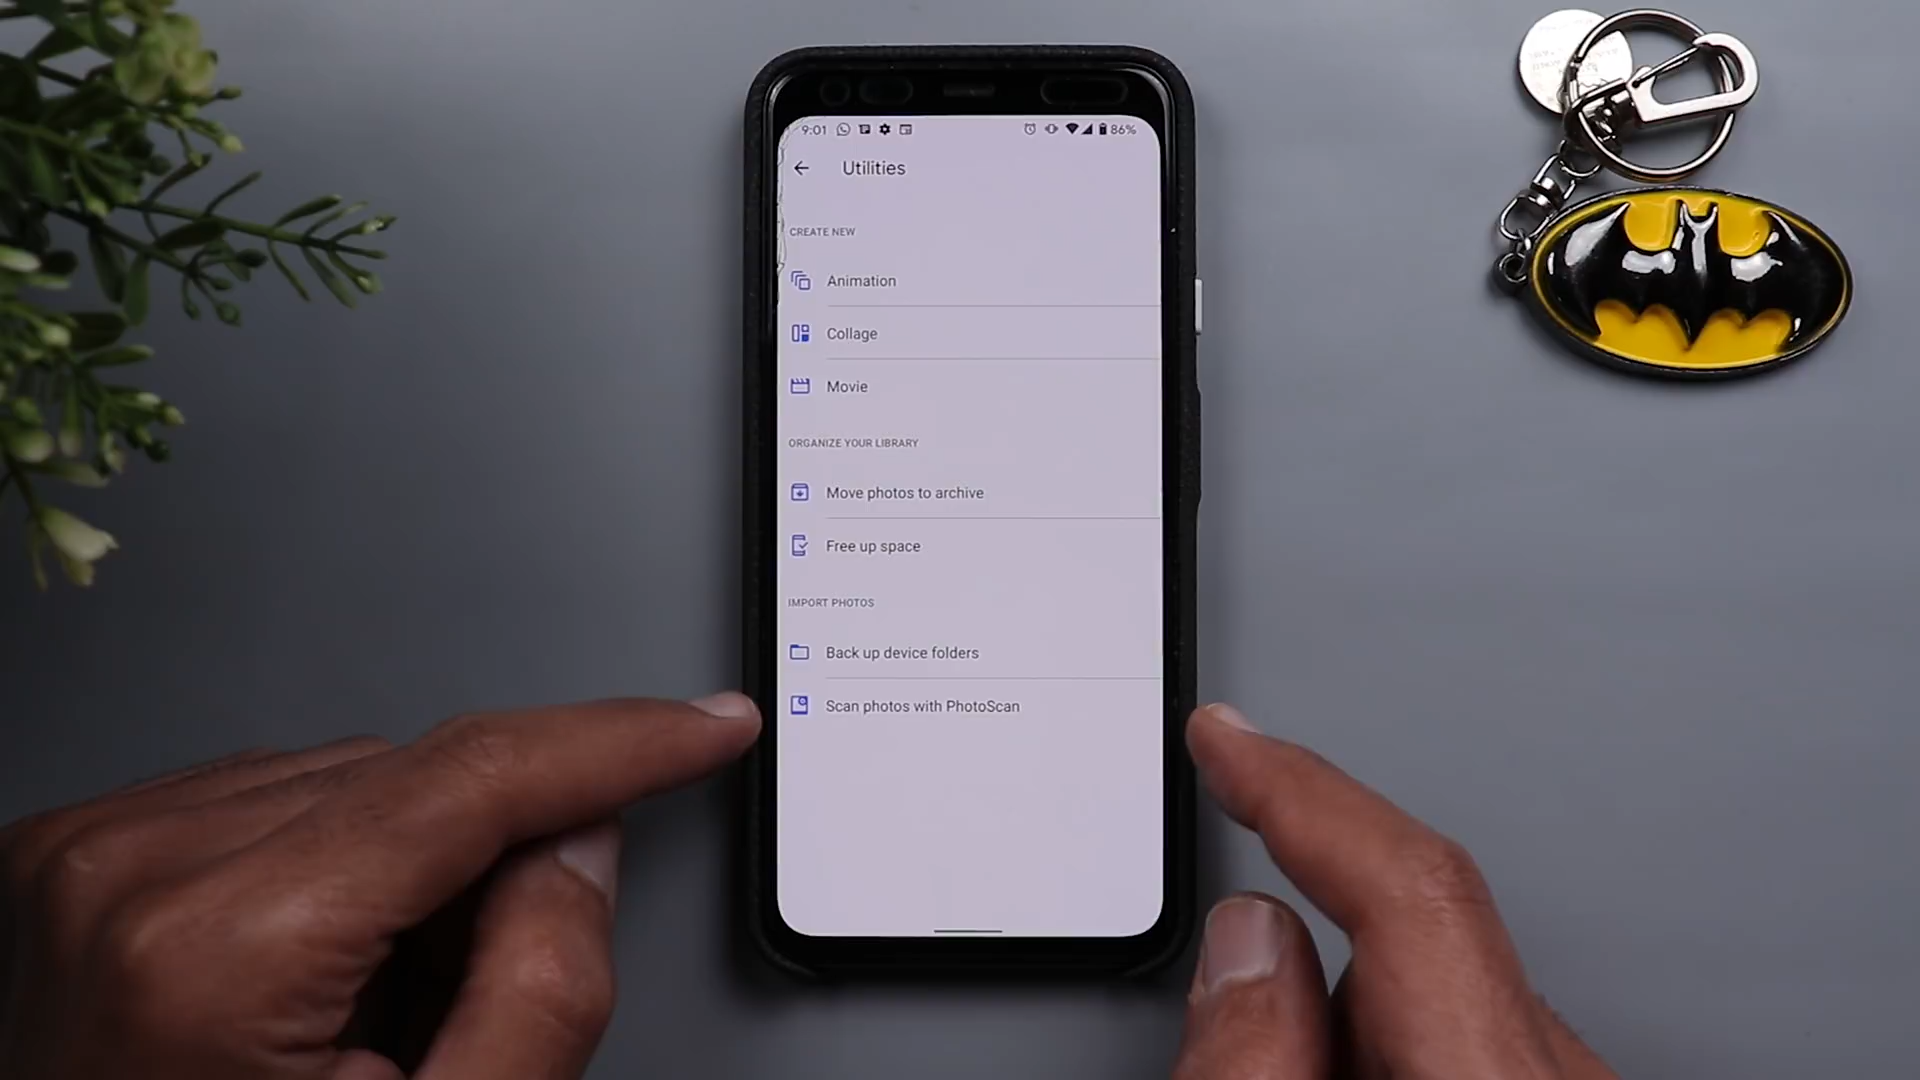 9:01 86%
Utilities
CREATE NEW
Animation
Collage
Movie
ORGANIZE YOUR LIBRARY
Move photos to archive
Free up space
IMPORT PHOTOS
Back up device folders
Scan photos with PhotoScan